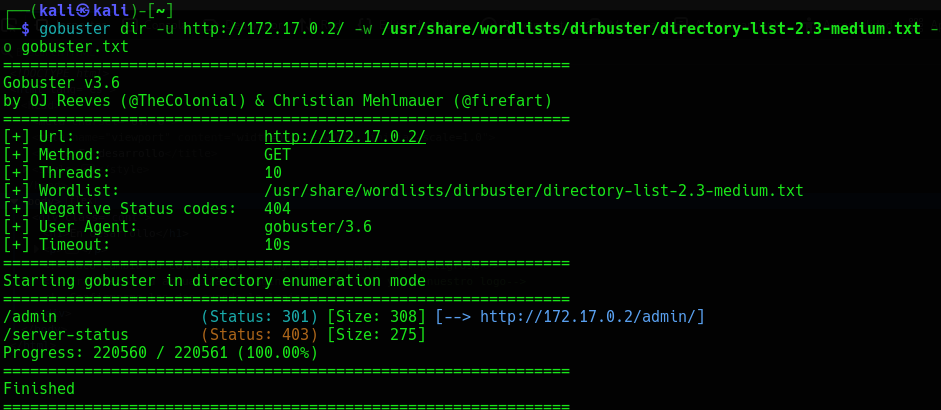 ┌──(kali㉿kali)-[~]
└─$ gobuster dir -u http://172.17.0.2/ -w /usr/share/wordlists/dirbuster/directory-list-2.3-medium.txt -
o gobuster.txt
===============================================================
Gobuster v3.6
by OJ Reeves (@TheColonial) & Christian Mehlmauer (@firefart)
===============================================================
[+] Url:                     http://172.17.0.2/
[+] Method:                  GET
[+] Threads:                 10
[+] Wordlist:                /usr/share/wordlists/dirbuster/directory-list-2.3-medium.txt
[+] Negative Status codes:   404
[+] User Agent:              gobuster/3.6
[+] Timeout:                 10s
===============================================================
Starting gobuster in directory enumeration mode
===============================================================
/admin                (Status: 301) [Size: 308] [--> http://172.17.0.2/admin/]
/server-status        (Status: 403) [Size: 275]
Progress: 220560 / 220561 (100.00%)
===============================================================
Finished
===============================================================